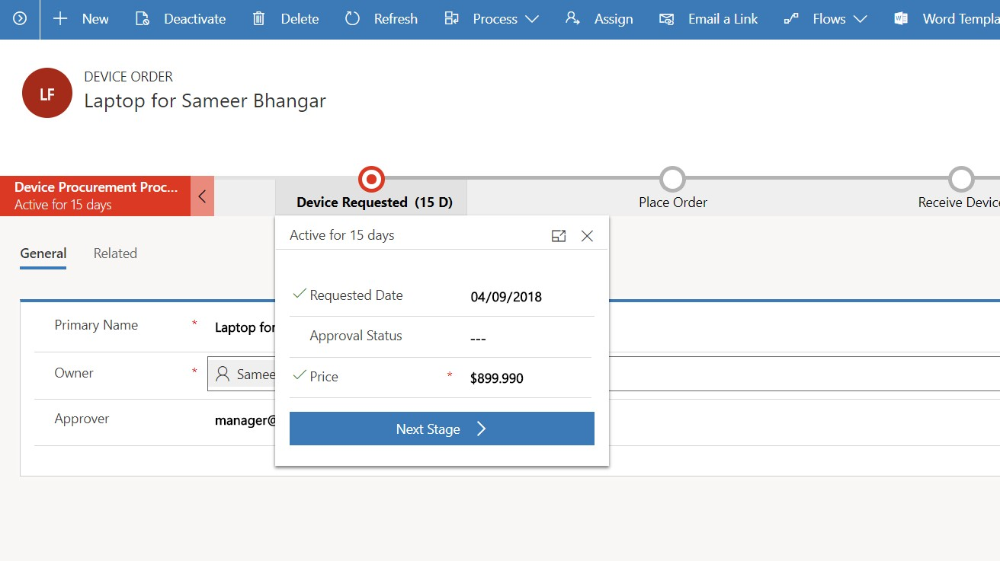 New Deactivate Delete Refresh Process Assign Email a Link Flows Word Templa
LF
DEVICE ORDER
Laptop for Sameer Bhangar
Device Procurement Proc...
Active for 15 days
Device Requested (15 D)
Place Order
Receive Device
Active for 15 days
General Related
Requested Date 04/09/2018
Approval Status ---
Price * $899.990
Next Stage
Primary Name * Laptop for
Owner * Samee
Approver manager@